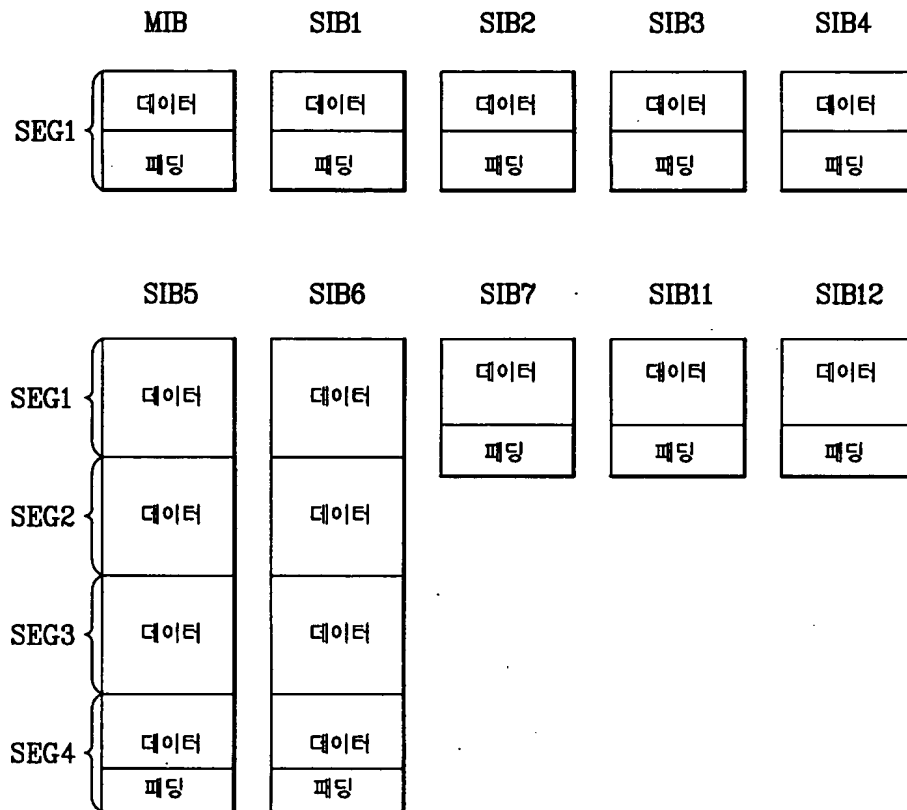 MIB SIB1 SIB2 SIB3 SIB4
데이터 데이터 데이터 데이터 데이터
SEG1
패딩 패딩 패딩 패딩 패딩
SIB5 SIB6 SIB7 SIB11 SIB12
데이터 데이터 데이터
SEG1 데이터 데이터
패딩 패딩 패딩
SEG2 데이터 데이터
SEG3 데이터 데이터
데이터 데이터
SEG4
패딩 패딩